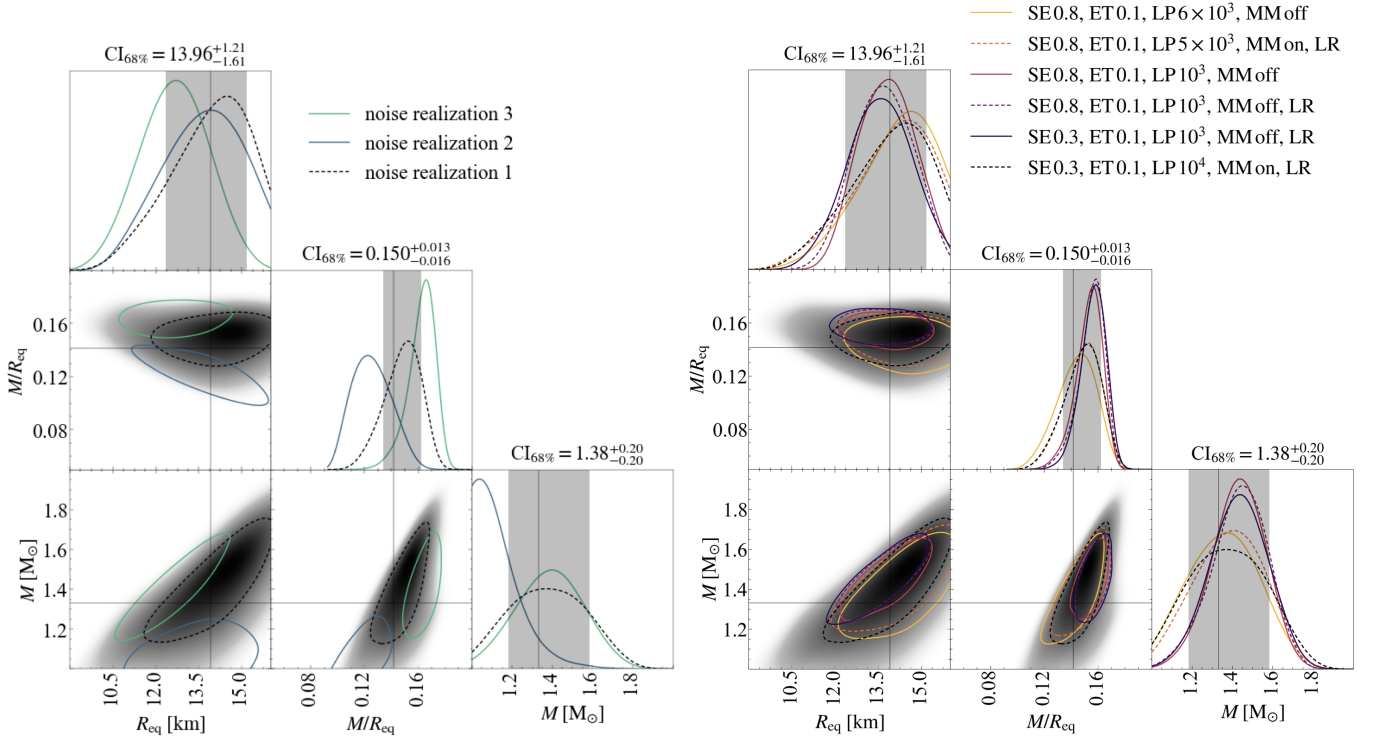 CI68% = 13.96+1.21−1.61
noise realization 3
noise realization 2
noise realization 1
CI68% = 0.150+0.013−0.016
CI68% = 1.38+0.20−0.20
M/Req
0.16
0.12
0.08
M [M⊙]
1.8
1.6
1.4
1.2
10.5 12.0 13.5 15.0
Req [km]
0.08 0.12 0.16
M/Req
1.2 1.4 1.6 1.8
M [M⊙]
SE 0.8, ET 0.1, LP 6 × 10³, MM off
SE 0.8, ET 0.1, LP 5 × 10³, MM on, LR
SE 0.8, ET 0.1, LP 10³, MM off
SE 0.8, ET 0.1, LP 10³, MM off, LR
SE 0.3, ET 0.1, LP 10³, MM off, LR
SE 0.3, ET 0.1, LP 10⁴, MM on, LR
CI68% = 13.96+1.21−1.61
CI68% = 0.150+0.013−0.016
CI68% = 1.38+0.20−0.20
M/Req
0.16
0.12
0.08
M [M⊙]
1.8
1.6
1.4
1.2
10.5 12.0 13.5 15.0
Req [km]
0.08 0.12 0.16
M/Req
1.2 1.4 1.6 1.8
M [M⊙]